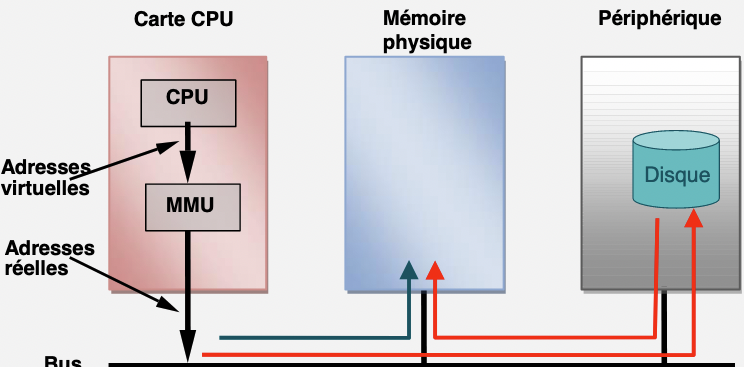 Carte CPU
Mémoire
physique
Périphérique
CPU
Adresses
virtuelles
MMU
Disque
Adresses
réelles
Bus